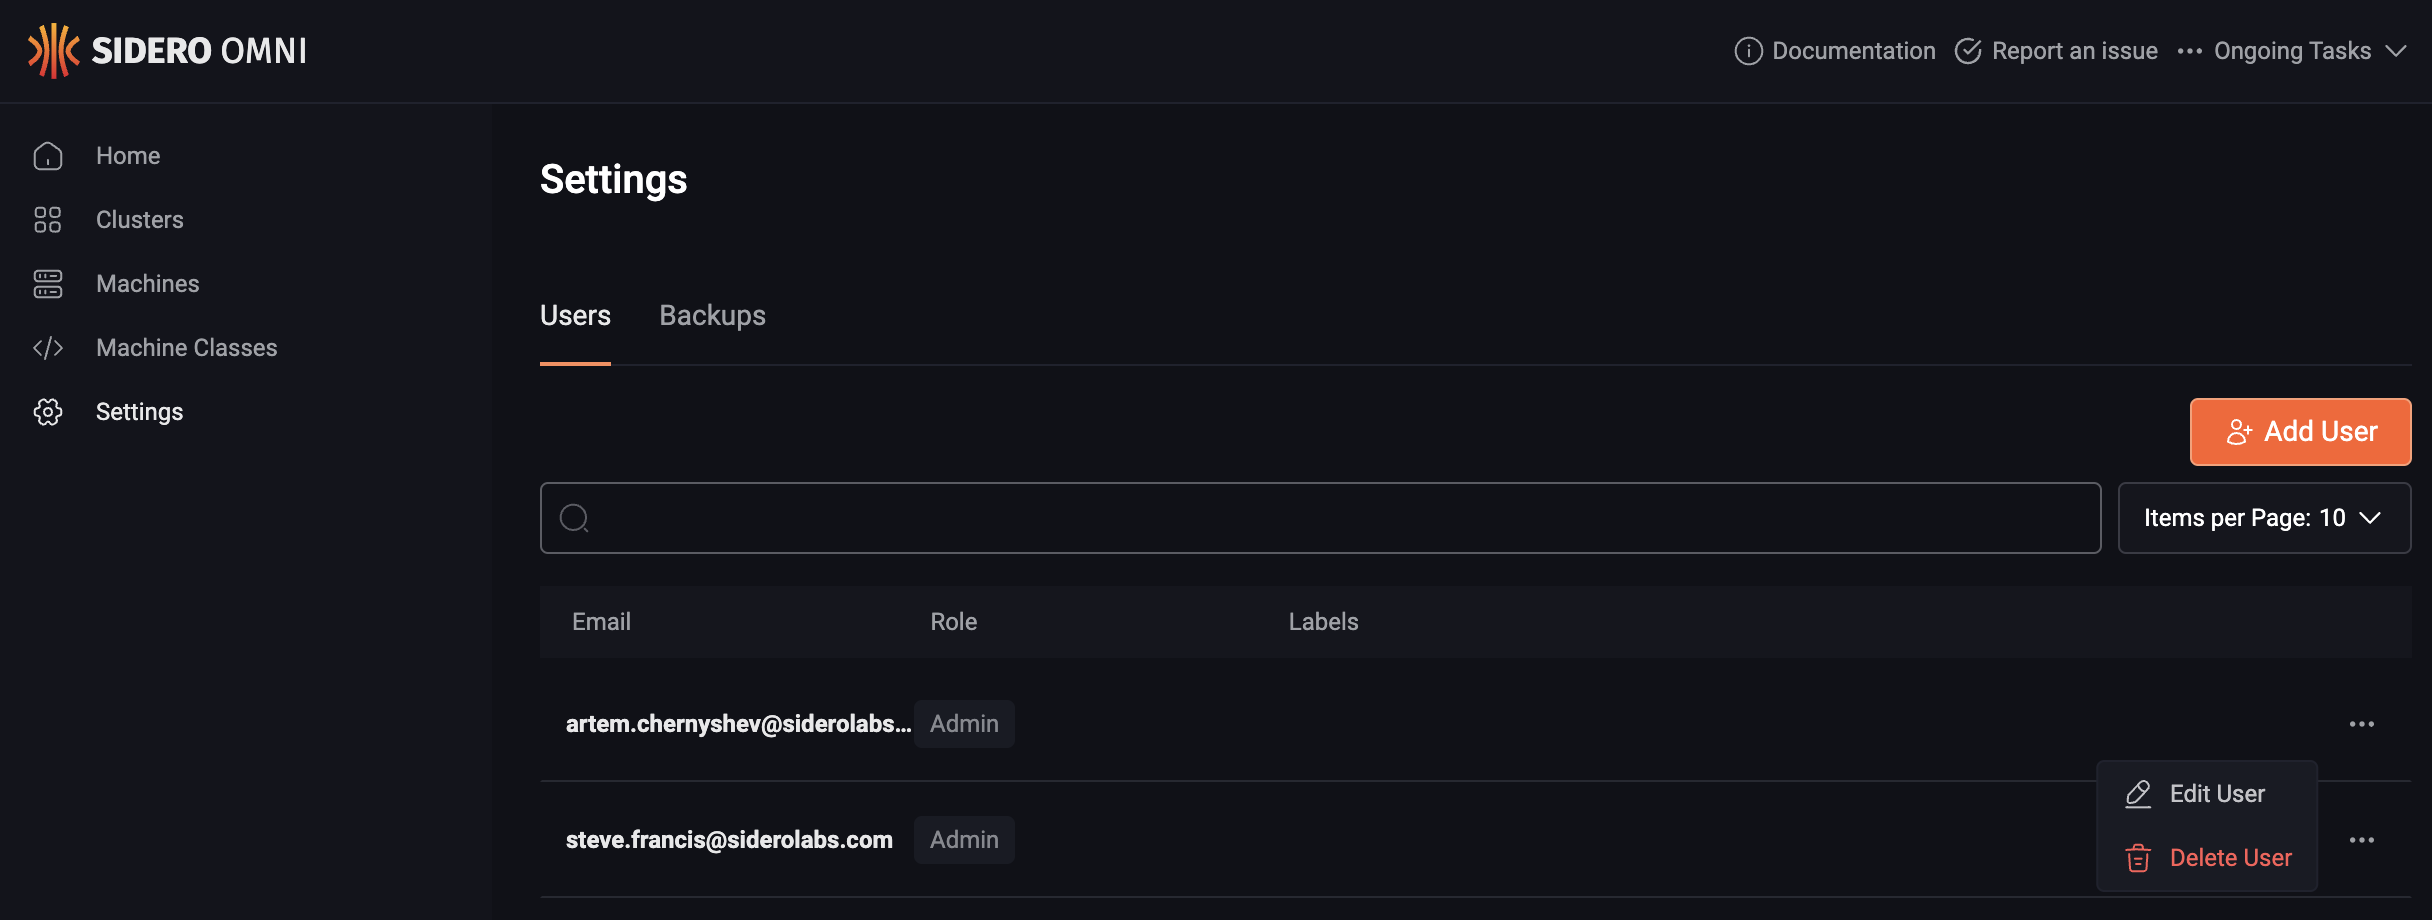 SIDERO OMNI
Documentation
Report an issue
Ongoing Tasks
Home
Clusters
Machines
Machine Classes
Settings
Settings
Users
Backups
Add User
Items per Page: 10
Email
Role
Labels
artem.chernyshev@siderolabs...
Admin
Edit User
steve.francis@siderolabs.com
Admin
Delete User